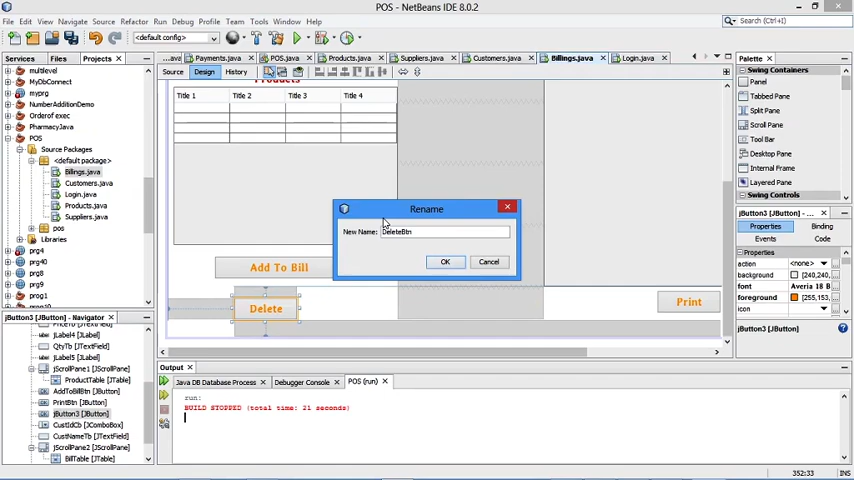 POS - NetBeans IDE 8.0.2
File Edit View Navigate Source Refactor Run Debug Profile Team Tools Window Help
Search (Ctrl+I)
<default config>
Services Files Projects
...ava Payments.java POS.java Products.java Suppliers.java Customers.java Billings.java Login.java
Source Design History
Palette
Swing Containers
Panel
Tabbed Pane
Split Pane
Scroll Pane
Tool Bar
Desktop Pane
Internal Frame
Layered Pane
Swing Controls
multilevel
MyDbConnect
myprg
NumberAdditionDemo
Orderof exec
PharmacyJava
POS
Source Packages
<default package>
Billings.java
Customers.java
Login.java
Products.java
Suppliers.java
pos
Libraries
prg4
prg40
prg8
prg9
prog1
prog10
Products
Title 1 Title 2 Title 3 Title 4
Rename
New Name: DeleteBtn
OK Cancel
Add To Bill
Delete
Print
jButton3 [JButton] - Navigator
jLabel4 [JLabel]
QtyTb [JTextField]
jLabel5 [JLabel]
jScrollPane1 [JScrollPane]
ProductTable [JTable]
AddToBillBtn [JButton]
PrintBtn [JButton]
jButton3 [JButton]
CustIdCb [JComboBox]
CustNameTb [JTextField]
jScrollPane2 [JScrollPane]
BillTable [JTable]
jButton3 [JButton] - Properties
Properties Binding
Events Code
Properties
action <none>
background [240,240,
font Averia 18 B
foreground [255,153,
icon
jButton3 [JButton]
Output
Java DB Database Process Debugger Console POS (run)
run:
BUILD STOPPED (total time: 21 seconds)
352:33 INS